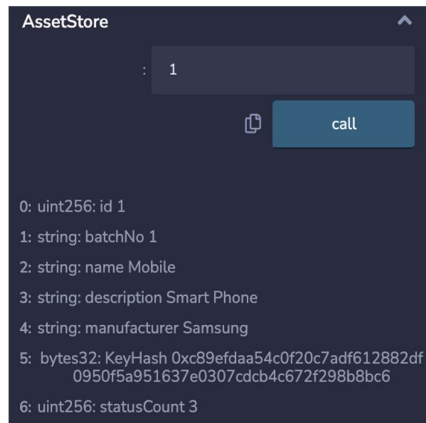 AssetStore
: 1
call
0: uint256: id 1
1: string: batchNo 1
2: string: name Mobile
3: string: description Smart Phone
4: string: manufacturer Samsung
5: bytes32: KeyHash 0xc89efdaa54c0f20c7adf612882df
0950f5a951637e0307cdcb4c672f298b8bc6
6: uint256: statusCount 3